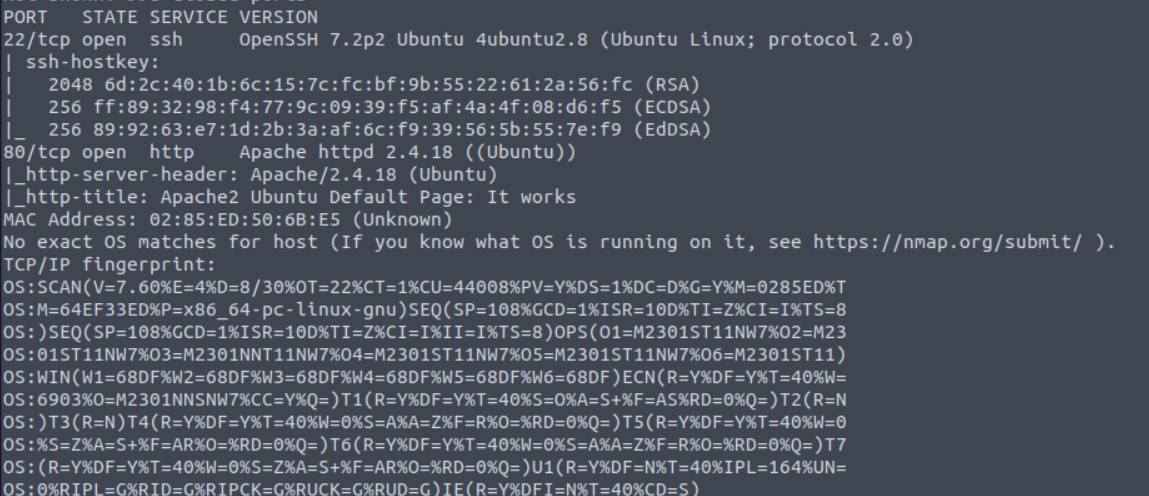 PORT   STATE SERVICE VERSION
22/tcp open  ssh     OpenSSH 7.2p2 Ubuntu 4ubuntu2.8 (Ubuntu Linux; protocol 2.0)
| ssh-hostkey:
|   2048 6d:2c:40:1b:6c:15:7c:fc:bf:9b:55:22:61:2a:56:fc (RSA)
|   256 ff:89:32:98:f4:77:9c:09:39:f5:af:4a:4f:08:d6:f5 (ECDSA)
|_  256 89:92:63:e7:1d:2b:3a:af:6c:f9:39:56:5b:55:7e:f9 (EdDSA)
80/tcp open  http    Apache httpd 2.4.18 ((Ubuntu))
|_http-server-header: Apache/2.4.18 (Ubuntu)
|_http-title: Apache2 Ubuntu Default Page: It works
MAC Address: 02:85:ED:50:6B:E5 (Unknown)
No exact OS matches for host (If you know what OS is running on it, see https://nmap.org/submit/ ).
TCP/IP fingerprint:
OS:SCAN(V=7.60%E=4%D=8/30%OT=22%CT=1%CU=44008%PV=Y%DS=1%DC=D%G=Y%M=0285ED%T
OS:M=64EF33ED%P=x86_64-pc-linux-gnu)SEQ(SP=108%GCD=1%ISR=10D%TI=Z%CI=I%TS=8
OS:)SEQ(SP=108%GCD=1%ISR=10D%TI=Z%CI=I%II=I%TS=8)OPS(O1=M2301ST11NW7%O2=M23
OS:01ST11NW7%O3=M2301NNT11NW7%O4=M2301ST11NW7%O5=M2301ST11NW7%O6=M2301ST11)
OS:WIN(W1=68DF%W2=68DF%W3=68DF%W4=68DF%W5=68DF%W6=68DF)ECN(R=Y%DF=Y%T=40%W=
OS:6903%O=M2301NNSNW7%CC=Y%Q=)T1(R=Y%DF=Y%T=40%S=O%A=S+%F=AS%RD=0%Q=)T2(R=N
OS:)T3(R=N)T4(R=Y%DF=Y%T=40%W=0%S=A%A=Z%F=R%O=%RD=0%Q=)T5(R=Y%DF=Y%T=40%W=0
OS:%S=Z%A=S+%F=AR%O=%RD=0%Q=)T6(R=Y%DF=Y%T=40%W=0%S=A%A=Z%F=R%O=%RD=0%Q=)T7
OS:(R=Y%DF=Y%T=40%W=0%S=Z%A=S+%F=AR%O=%RD=0%Q=)U1(R=Y%DF=N%T=40%IPL=164%UN=
OS:0%RIPL=G%RID=G%RIPCK=G%RUCK=G%RUD=G)IE(R=Y%DFI=N%T=40%CD=S)